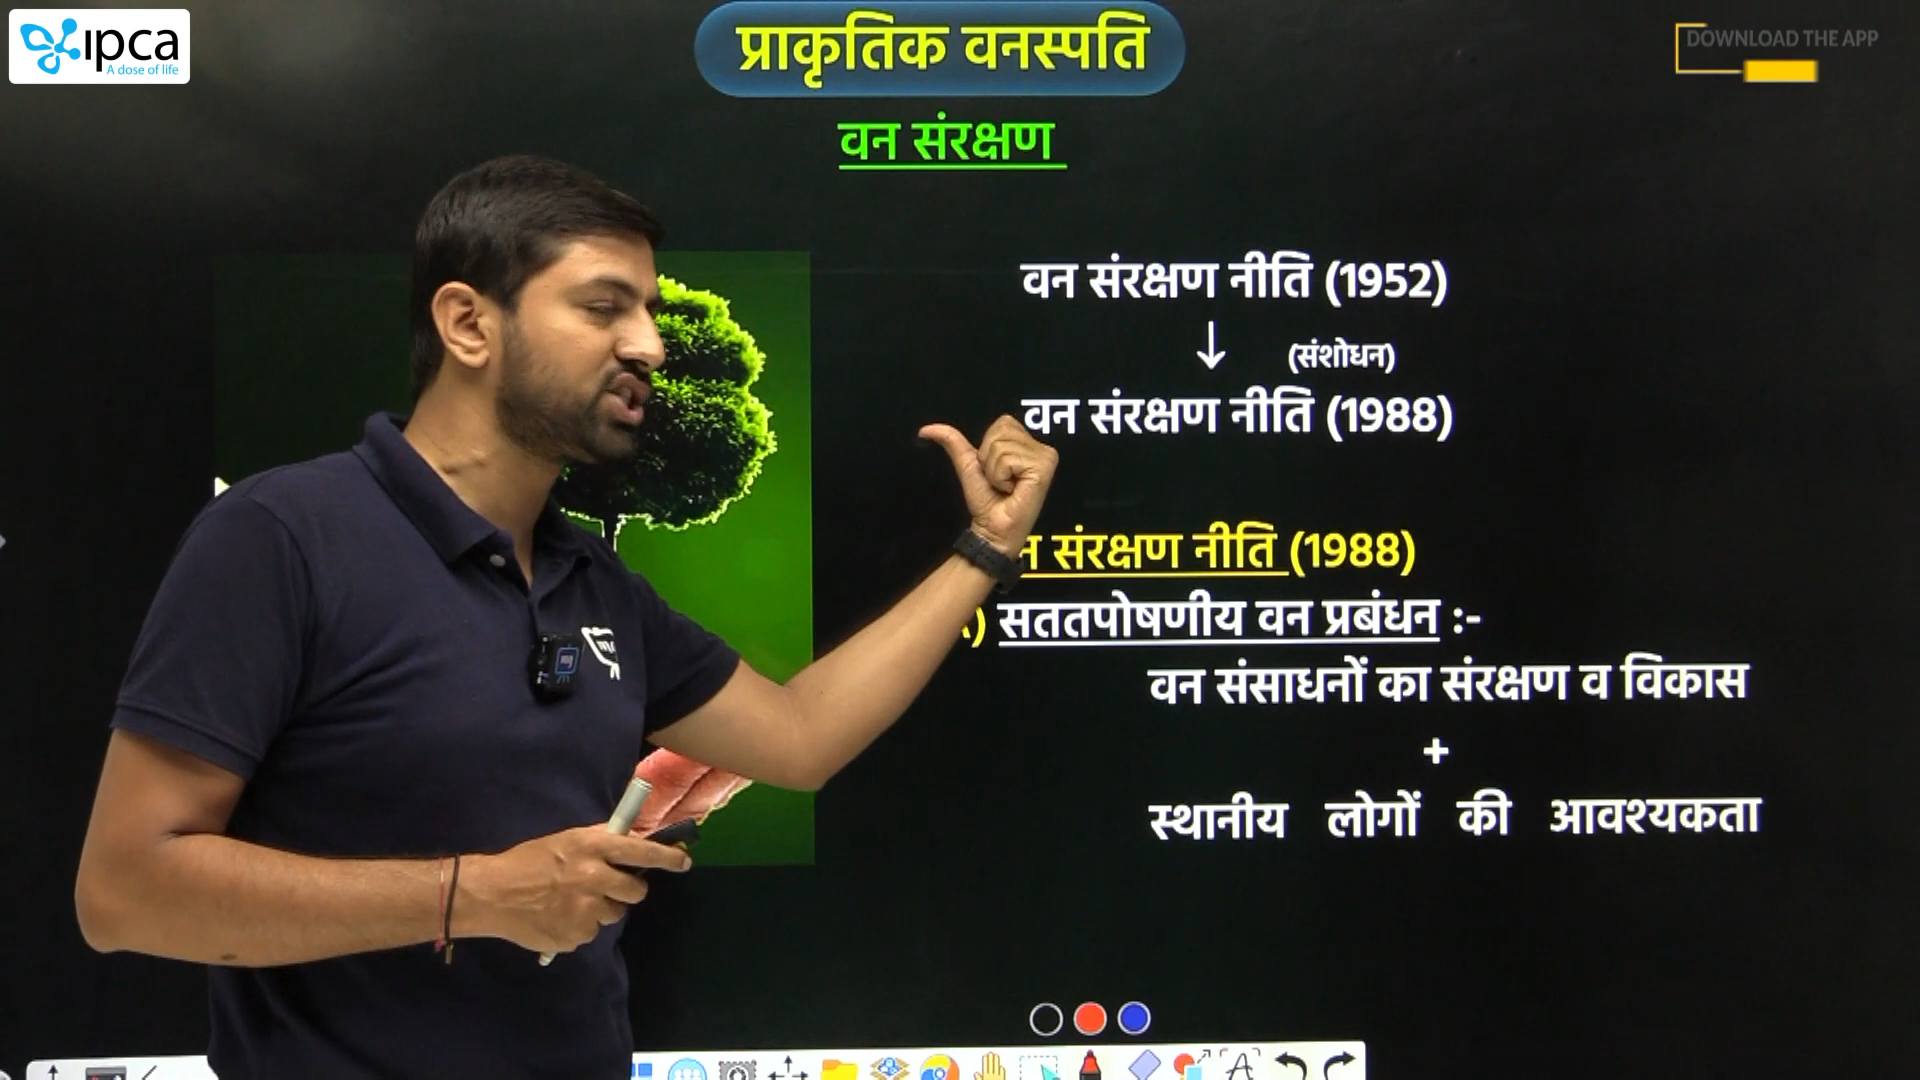 ipca
A dose of life
DOWNLOAD THE APP
प्राकृतिक वनस्पति
वन संरक्षण
वन संरक्षण नीति (1952)
↓ (संशोधन)
वन संरक्षण नीति (1988)
संरक्षण नीति (1988)
सततपोषणीय वन प्रबंधन :-
वन संसाधनों का संरक्षण व विकास
+
स्थानीय लोगों की आवश्यकता